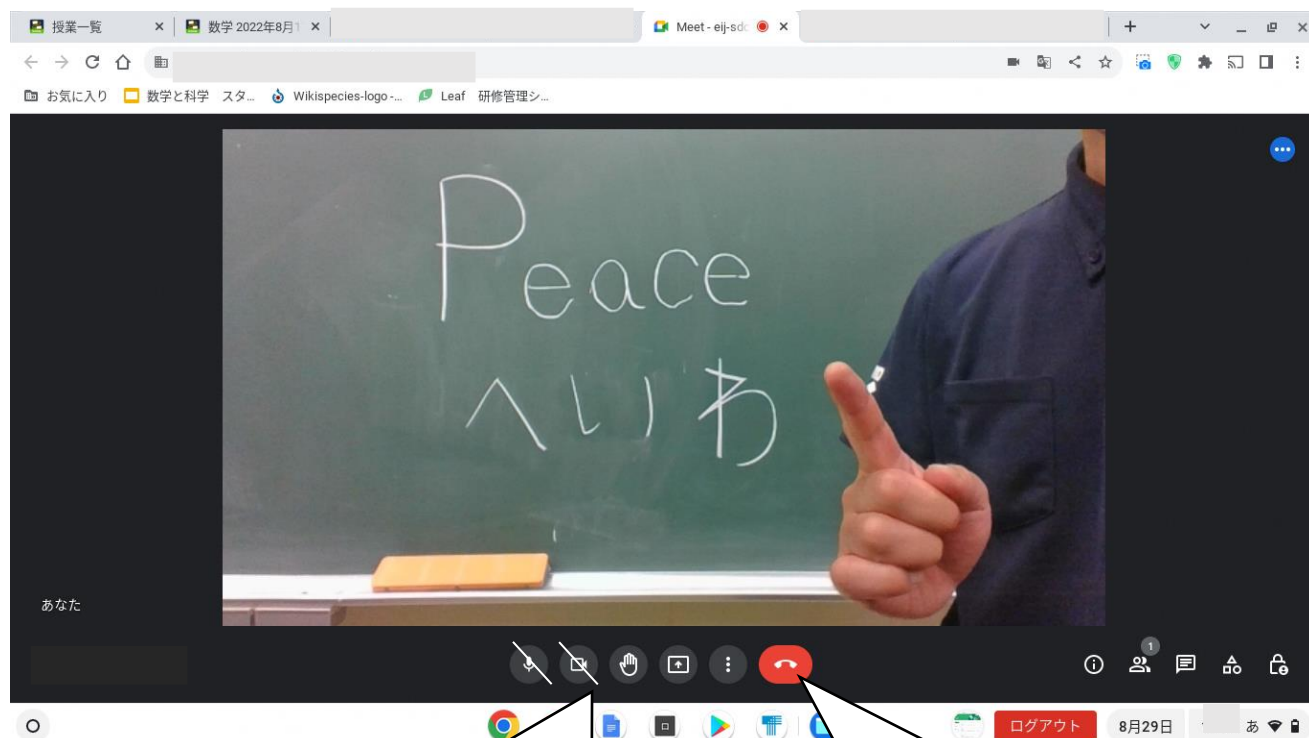 授業一覧
数学 2022年8月1
Meet - eij-sdc
お気に入り
数学と科学 スタ...
Wikispecies-logo -...
Leaf 研修管理シ...
Peace
へいわ
あなた
1
ログアウト
8月29日
あ